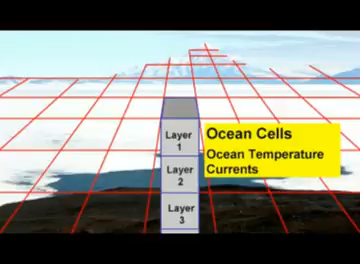 Layer
1
Ocean Cells
Ocean Temperature
Currents
Layer
2
Layer
3